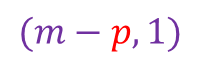 (m − p, 1)